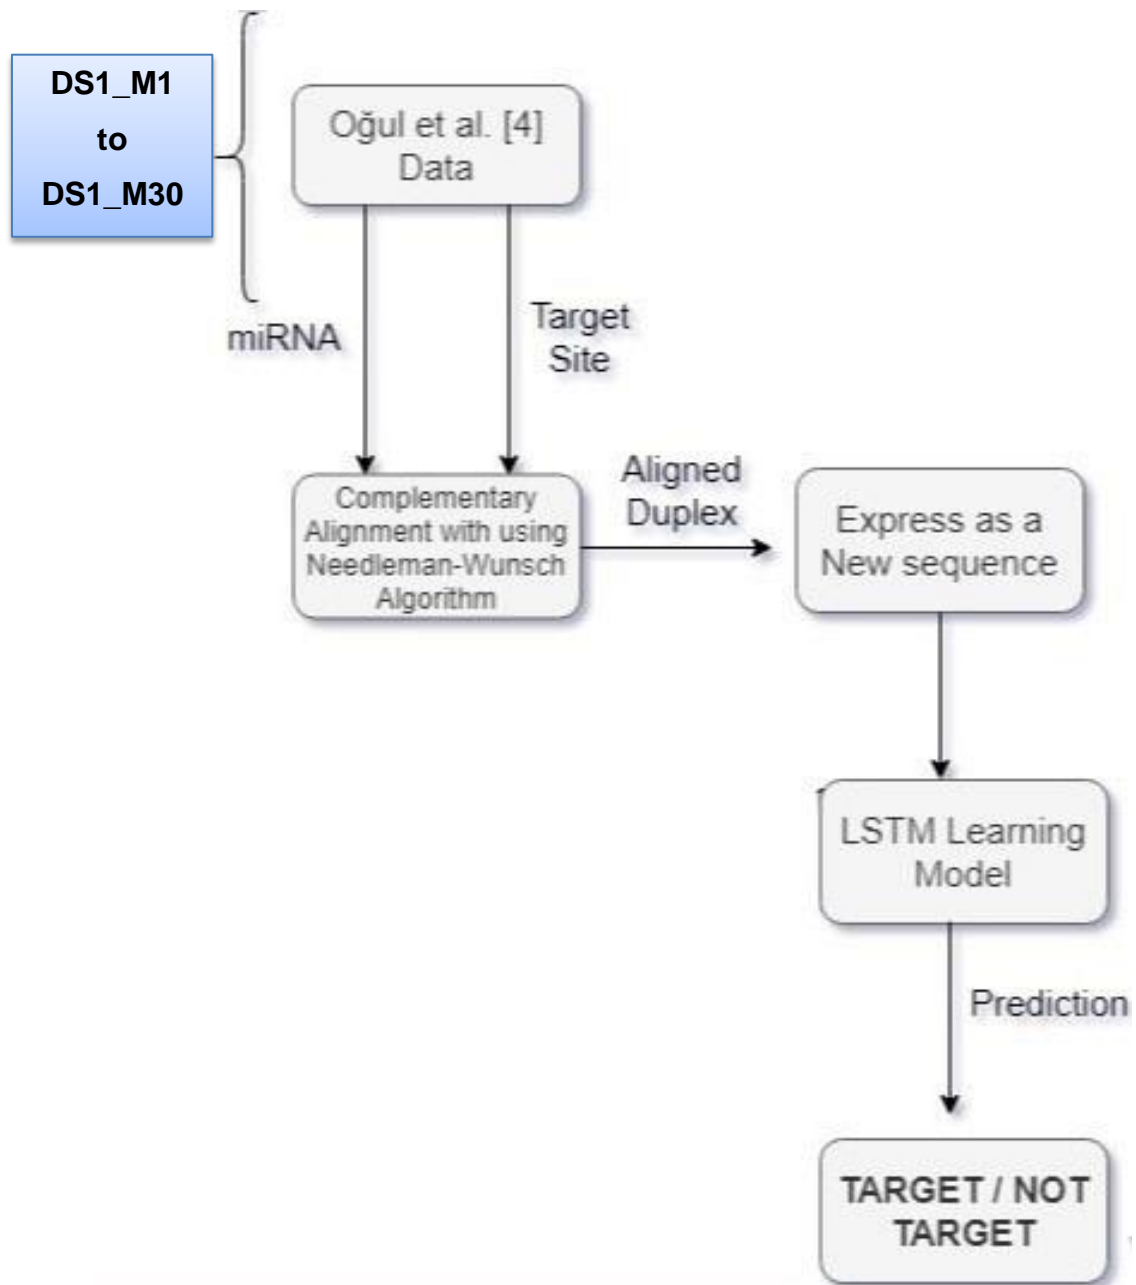 DS1_M1
to
DS1_M30
Oğul et al. [4]
Data
miRNA
Target
Site
Complementary
Alignment with using
Needleman-Wunsch
Algorithm
Aligned
Duplex
Express as a
New sequence
LSTM Learning
Model
Prediction
TARGET / NOT
TARGET